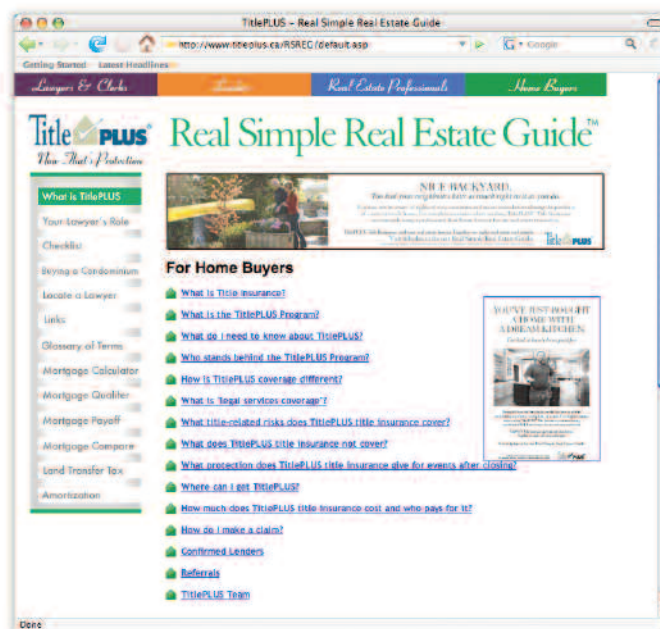 TitlePLUS – Real Simple Real Estate Guide
http://www.titleplus.ca/RSREG/default.asp
Google
Getting Started Latest Headlines
Lawyers & Clerks
Real Estate Professionals
Home Buyers
Title PLUS®
Now That's Protection
Real Simple Real Estate Guide™
NICE BACKYARD.
TitlePLUS
What is TitlePLUS
Your Lawyer's Role
Checklist
Buying a Condominium
Locate a Lawyer
Links
Glossary of Terms
Mortgage Calculator
Mortgage Qualifer
Mortgage Payoff
Mortgage Compare
Land Transfer Tax
Amortization
For Home Buyers
What is Title Insurance?
What is the TitlePLUS Program?
What do I need to know about TitlePLUS?
Who stands behind the TitlePLUS Program?
How is TitlePLUS coverage different?
What is "legal services coverage"?
What title-related risks does TitlePLUS title insurance cover?
What does TitlePLUS title insurance not cover?
What protection does TitlePLUS title insurance give for events after closing?
Where can I get TitlePLUS?
How much does TitlePLUS title insurance cost and who pays for it?
How do I make a claim?
Confirmed Lenders
Referrals
TitlePLUS Team
YOU'VE JUST BOUGHT
A HOME WITH
A DREAM KITCHEN.
Done